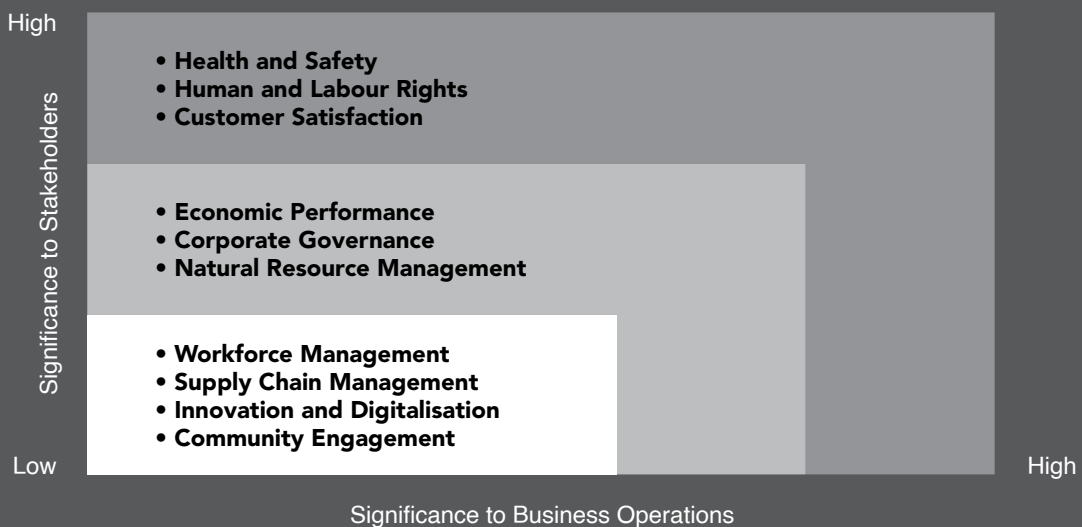 High
Significance to Stakeholders
• Health and Safety
• Human and Labour Rights
• Customer Satisfaction
• Economic Performance
• Corporate Governance
• Natural Resource Management
• Workforce Management
• Supply Chain Management
• Innovation and Digitalisation
• Community Engagement
Low
High
Significance to Business Operations